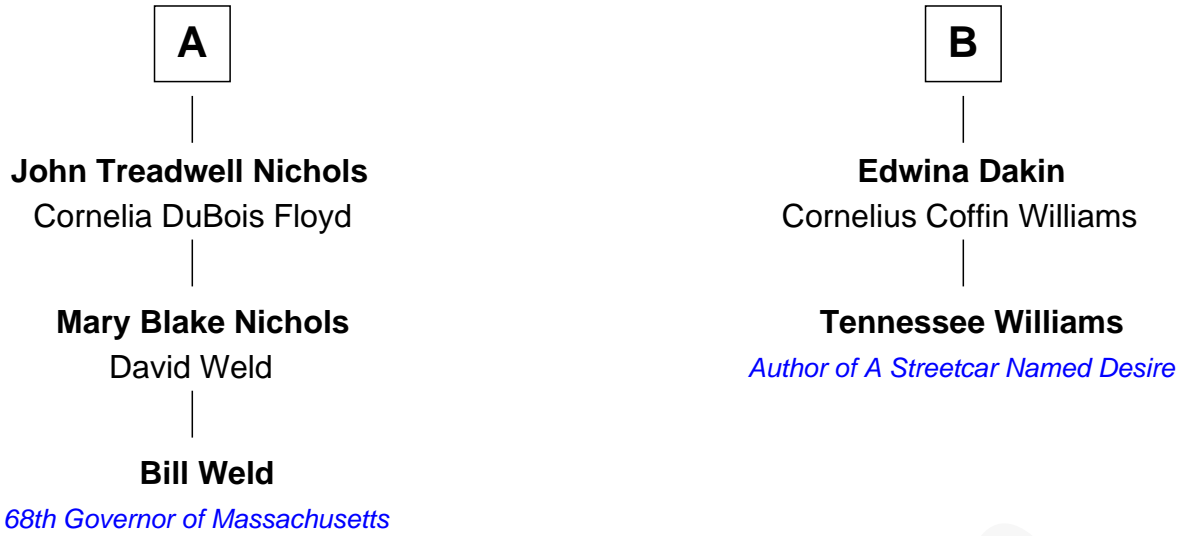 A
John Treadwell Nichols
Cornelia DuBois Floyd
Mary Blake Nichols
David Weld
Bill Weld
68th Governor of Massachusetts
B
Edwina Dakin
Cornelius Coffin Williams
Tennessee Williams
Author of A Streetcar Named Desire